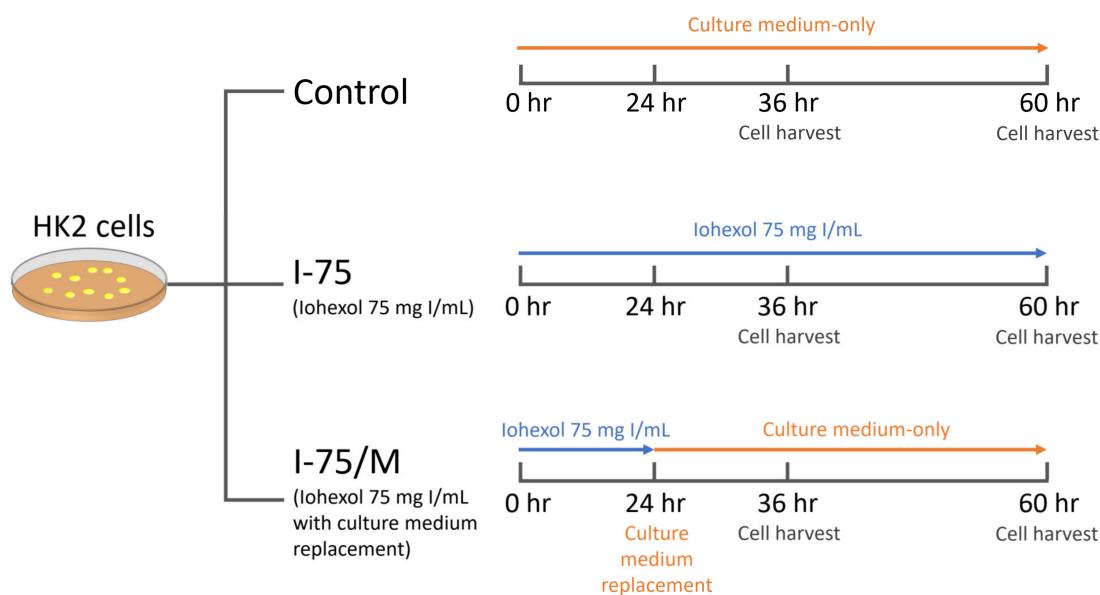 HK2 cells
Control
Culture medium-only
0 hr 24 hr 36 hr 60 hr
Cell harvest Cell harvest
I-75
(Iohexol 75 mg I/mL)
Iohexol 75 mg I/mL
0 hr 24 hr 36 hr 60 hr
Cell harvest Cell harvest
I-75/M
(Iohexol 75 mg I/mL
with culture medium
replacement)
Iohexol 75 mg I/mL Culture medium-only
0 hr 24 hr 36 hr 60 hr
Culture Cell harvest Cell harvest
medium
replacement